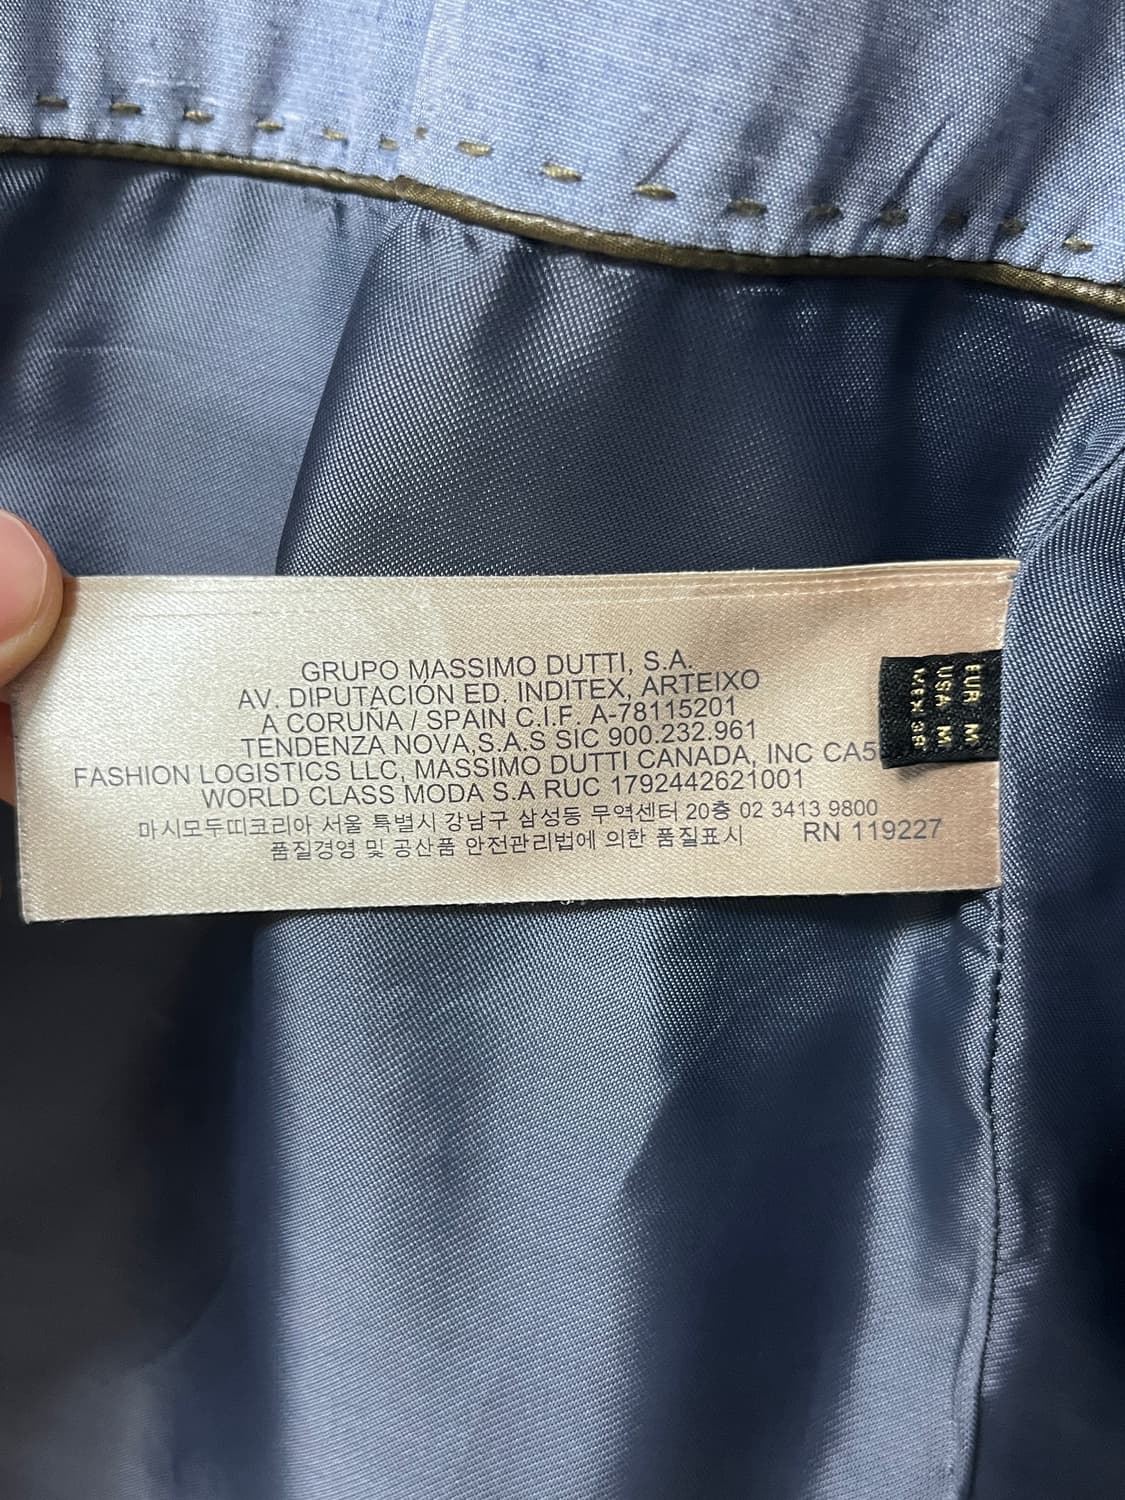 GRUPO MASSIMO DUTTI, S.A.
AV. DIPUTACIÓN ED. INDITEX, ARTEIXO
A CORUÑA / SPAIN C.I.F. A-78115201
TENDENZA NOVA,S.A.S SIC 900.232.961
FASHION LOGISTICS LLC, MASSIMO DUTTI CANADA, INC CA5
WORLD CLASS MODA S.A RUC 1792442621001
마시모두띠코리아 서울 특별시 강남구 삼성동 무역센터 20층 02 3413 9800
품질경영 및 공산품 안전관리법에 의한 품질표시 RN 119227
EUR M
USA M
MEX 38